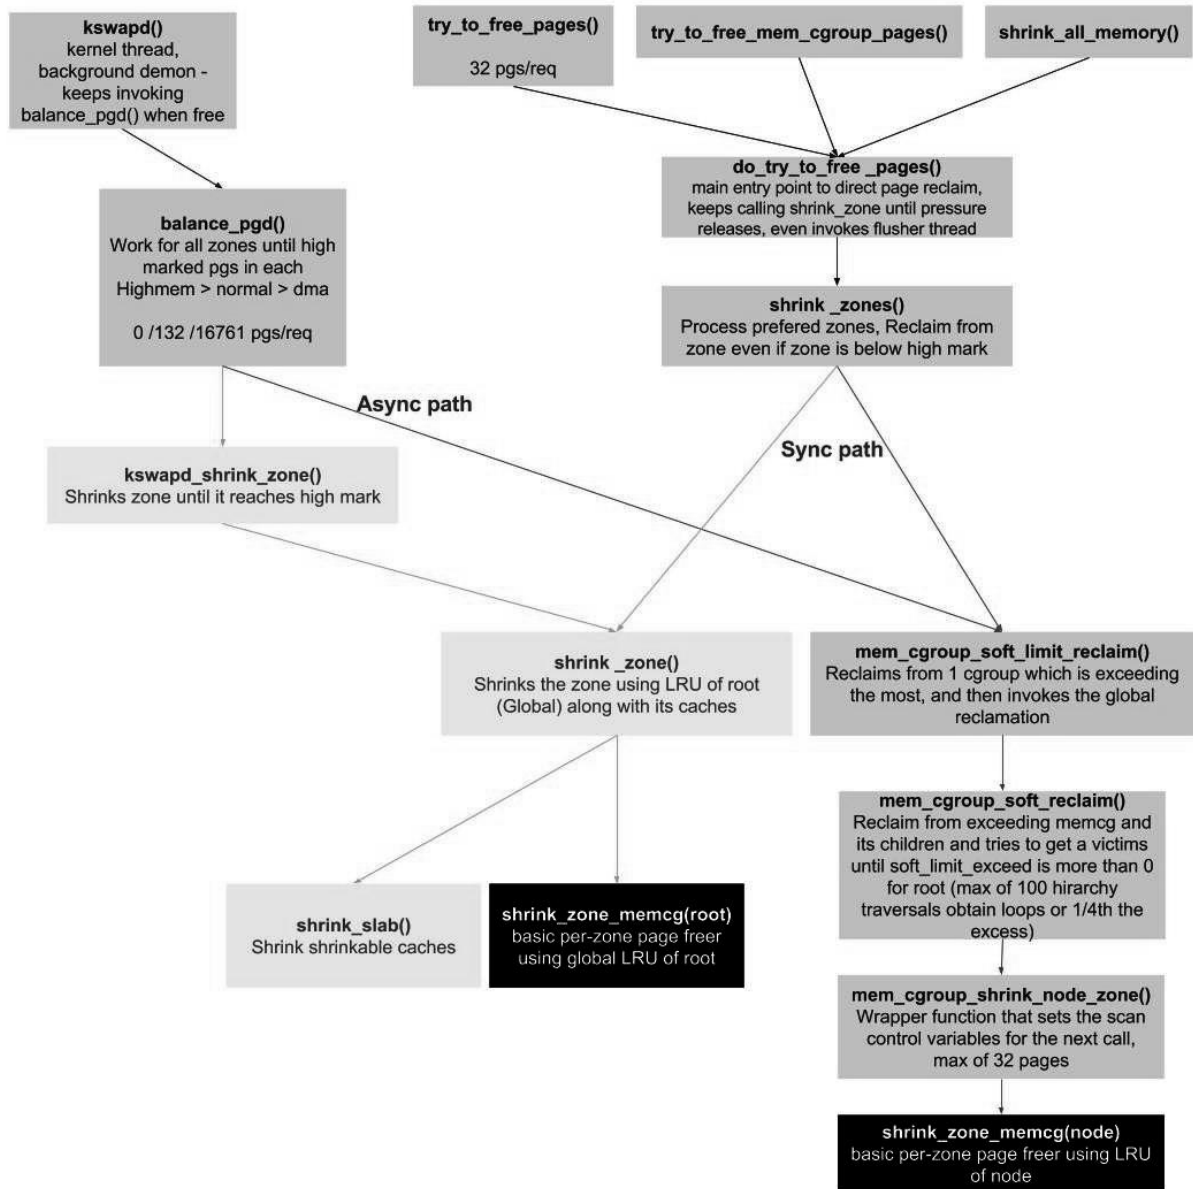 kswapd()
kernel thread,
background demon -
keeps invoking
balance_pgd() when free
try_to_free_pages()
32 pgs/req
try_to_free_mem_cgroup_pages()
shrink_all_memory()
do_try_to_free _pages()
main entry point to direct page reclaim,
keeps calling shrink_zone until pressure
releases, even invokes flusher thread
balance_pgd()
Work for all zones until high
marked pgs in each
Highmem > normal > dma
0 /132 /16761 pgs/req
shrink _zones()
Process prefered zones, Reclaim from
zone even if zone is below high mark
Async path
Sync path
kswapd_shrink_zone()
Shrinks zone until it reaches high mark
shrink _zone()
Shrinks the zone using LRU of root
(Global) along with its caches
mem_cgroup_soft_limit_reclaim()
Reclaims from 1 cgroup which is exceeding
the most, and then invokes the global
reclamation
mem_cgroup_soft_reclaim()
Reclaim from exceeding memcg and
its children and tries to get a victims
until soft_limit_exceed is more than 0
for root (max of 100 hirarchy
traversals obtain loops or 1/4th the
excess)
shrink_slab()
Shrink shrinkable caches
shrink_zone_memcg(root)
basic per-zone page freer
using global LRU of root
mem_cgroup_shrink_node_zone()
Wrapper function that sets the scan
control variables for the next call,
max of 32 pages
shrink_zone_memcg(node)
basic per-zone page freer using LRU
of node